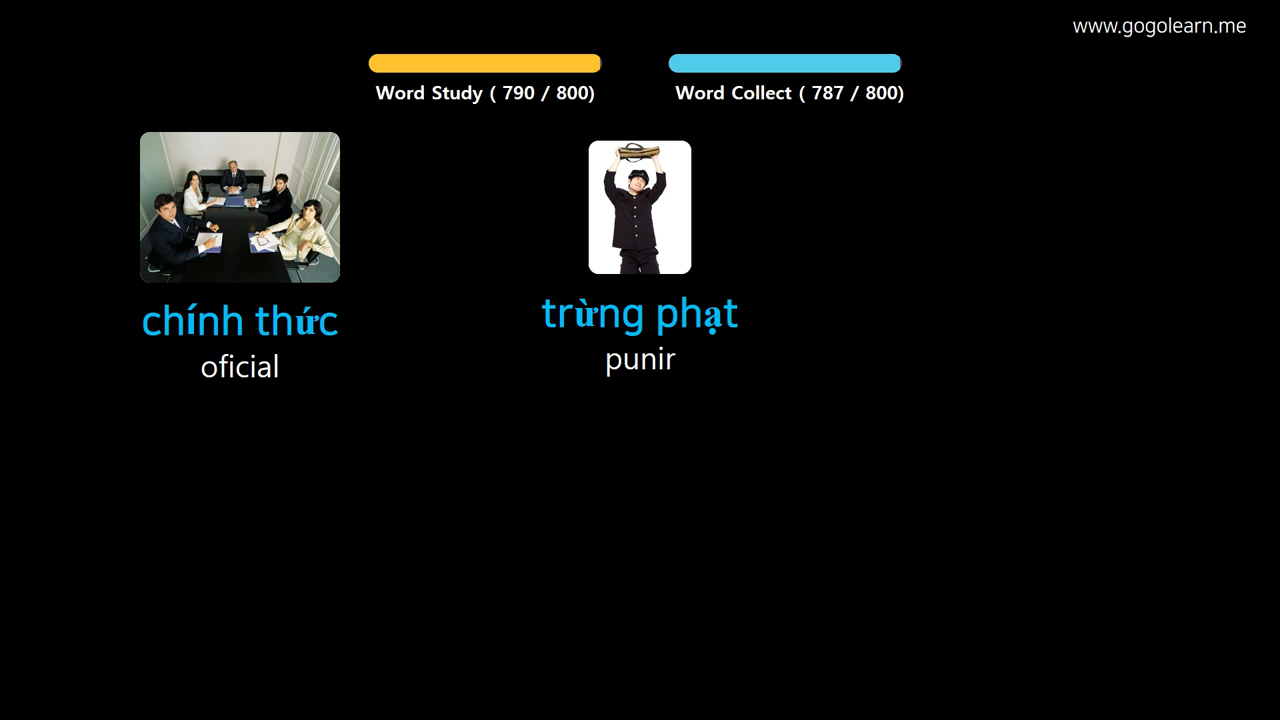 www.gogolearn.me
Word Study ( 790 / 800)
Word Collect ( 787 / 800)
chính thức
oficial
trừng phạt
punir